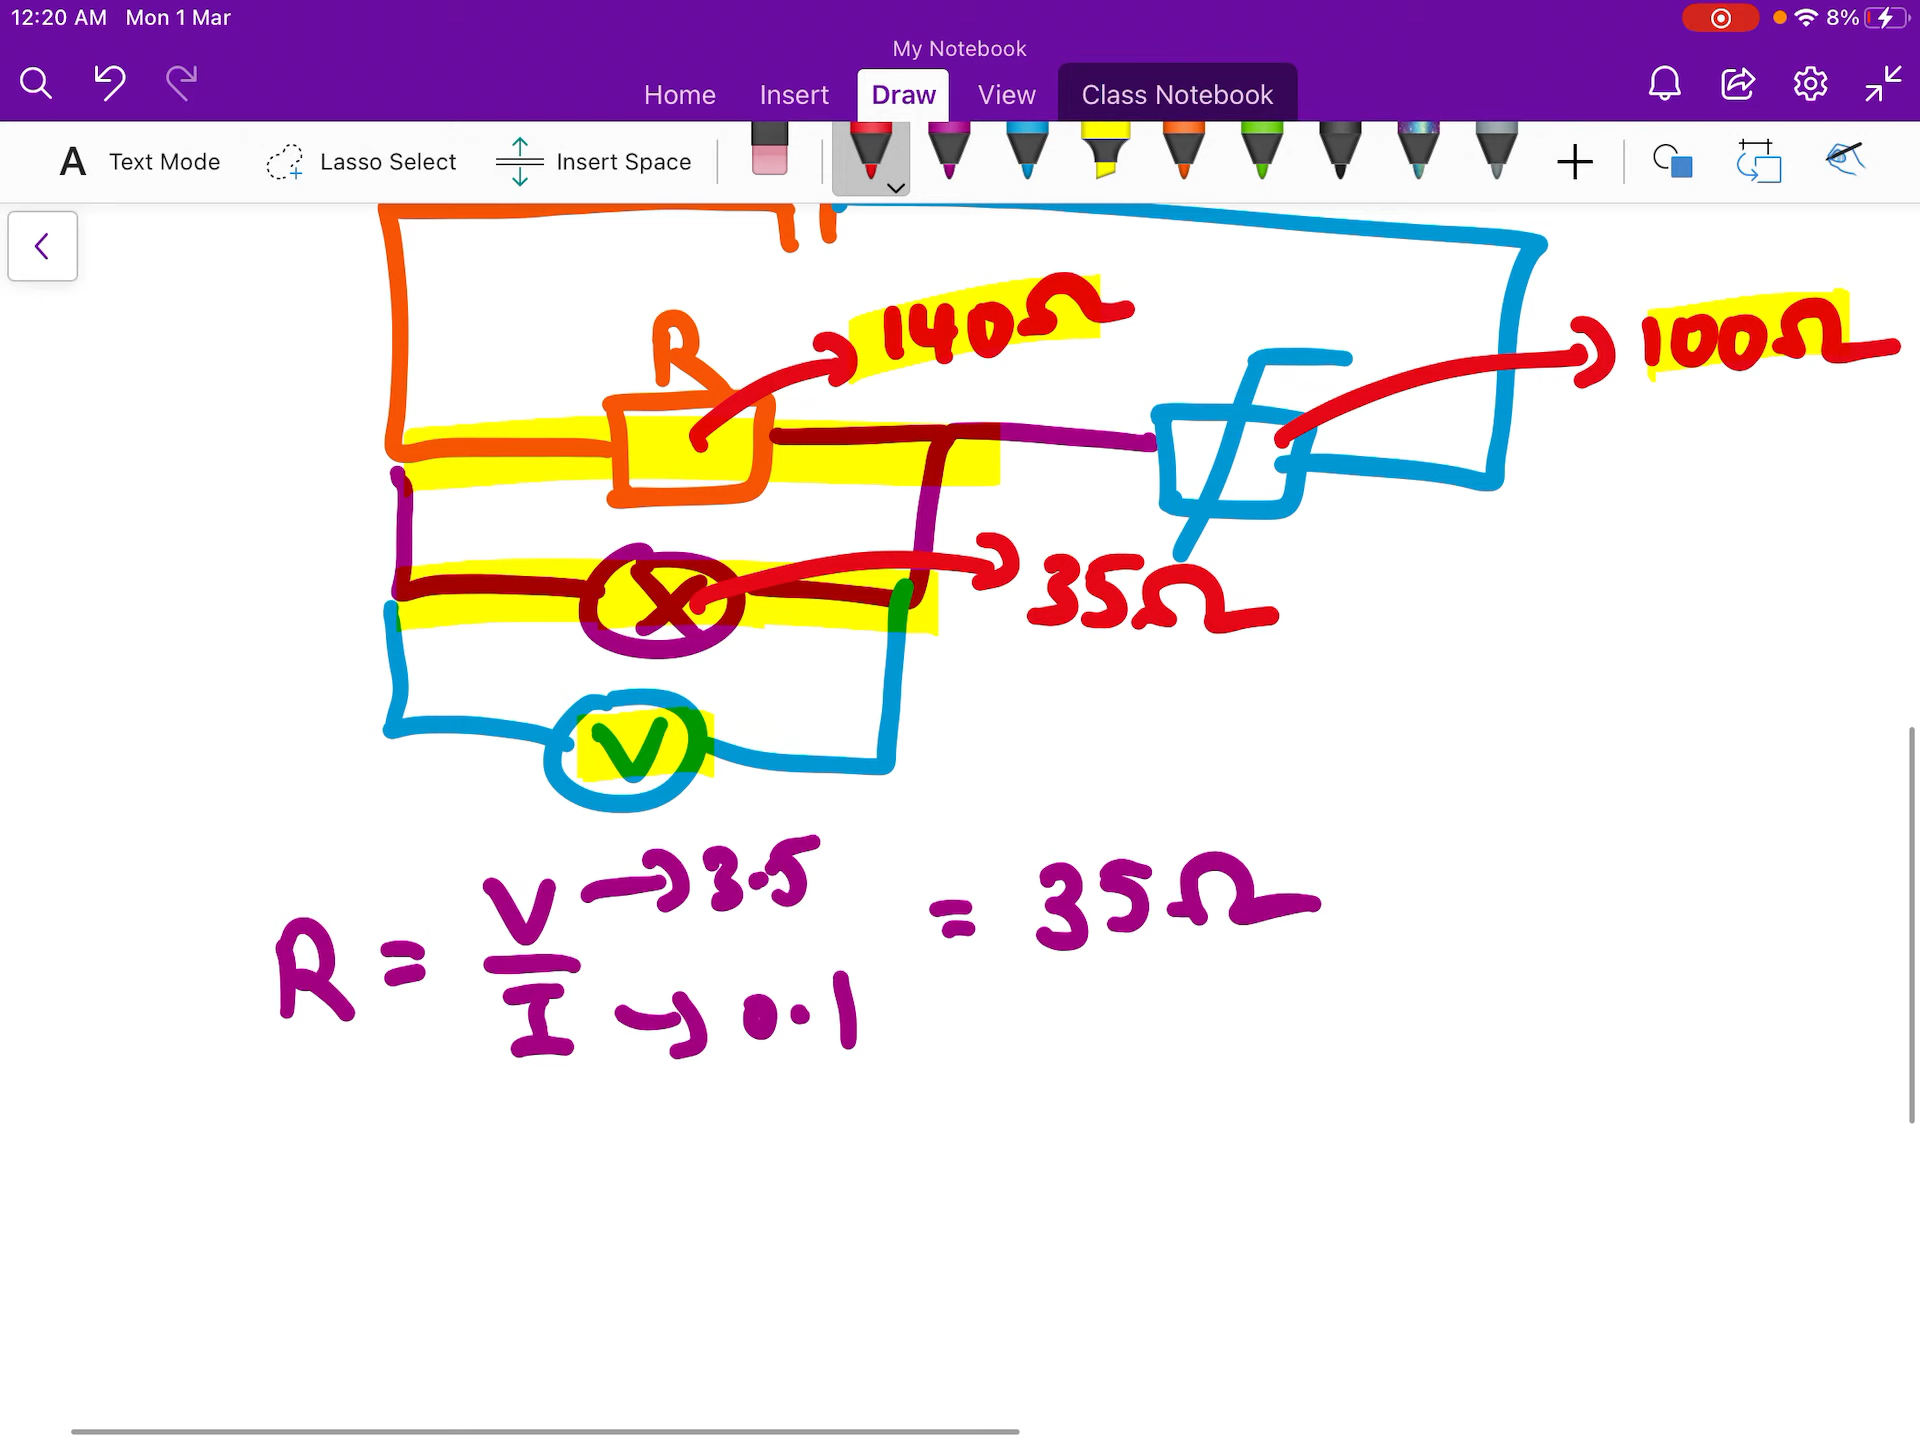 12:20 AM Mon 1 Mar
8%
My Notebook
Home Insert Draw View Class Notebook
A Text Mode Lasso Select Insert Space
140Ω
100Ω
R
X
35Ω
V
V → 3.5
R = = 35Ω
I → 0.1